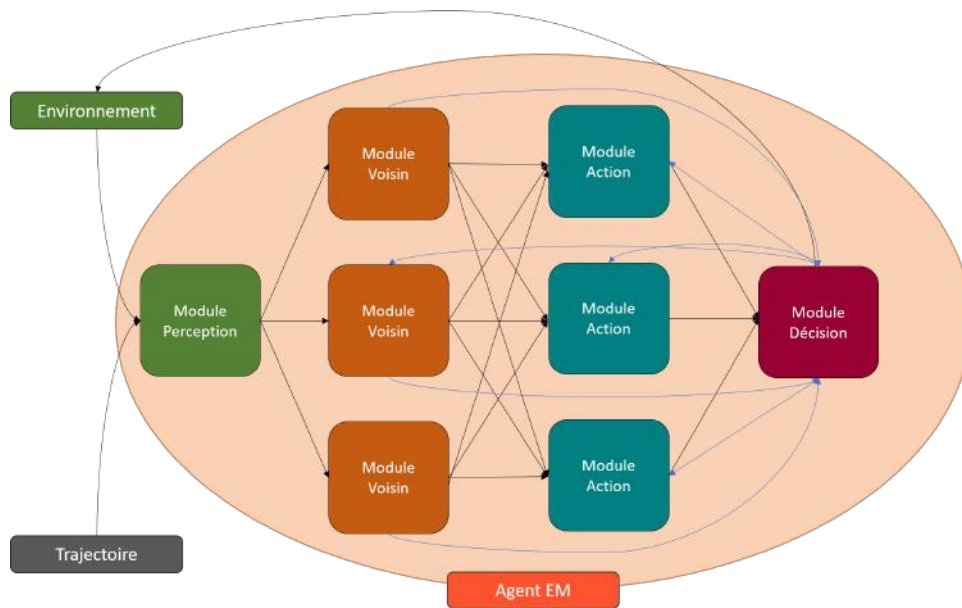 Environnement
Module
Voisin
Module
Action
Module
Perception
Module
Voisin
Module
Action
Module
Décision
Module
Voisin
Module
Action
Trajectoire
Agent EM